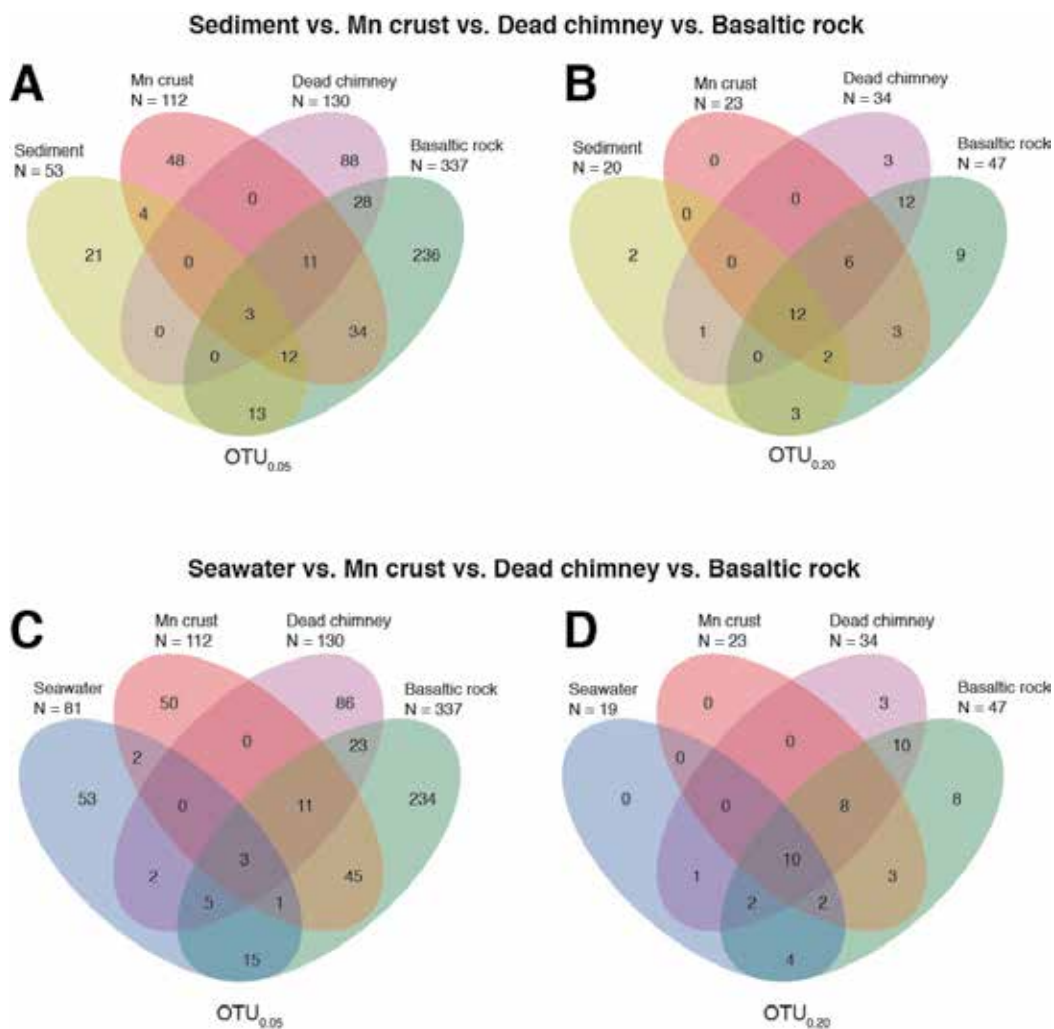 Sediment vs. Mn crust vs. Dead chimney vs. Basaltic rock
A
B
Mn crust
N = 112
Dead chimney
N = 130
Sediment
N = 53
Basaltic rock
N = 337
48
88
4
0
28
21
0
11
236
3
0
0
12
34
13
OTU0.05
Mn crust
N = 23
Dead chimney
N = 34
Sediment
N = 20
Basaltic rock
N = 47
0
3
0
0
12
2
0
6
9
12
1
0
2
3
3
OTU0.20
Seawater vs. Mn crust vs. Dead chimney vs. Basaltic rock
C
D
Mn crust
N = 112
Dead chimney
N = 130
Seawater
N = 81
Basaltic rock
N = 337
50
86
2
0
23
53
0
11
234
3
2
5
1
45
15
OTU0.05
Mn crust
N = 23
Dead chimney
N = 34
Seawater
N = 19
Basaltic rock
N = 47
0
3
0
0
10
0
0
8
8
10
1
2
2
3
4
OTU0.20